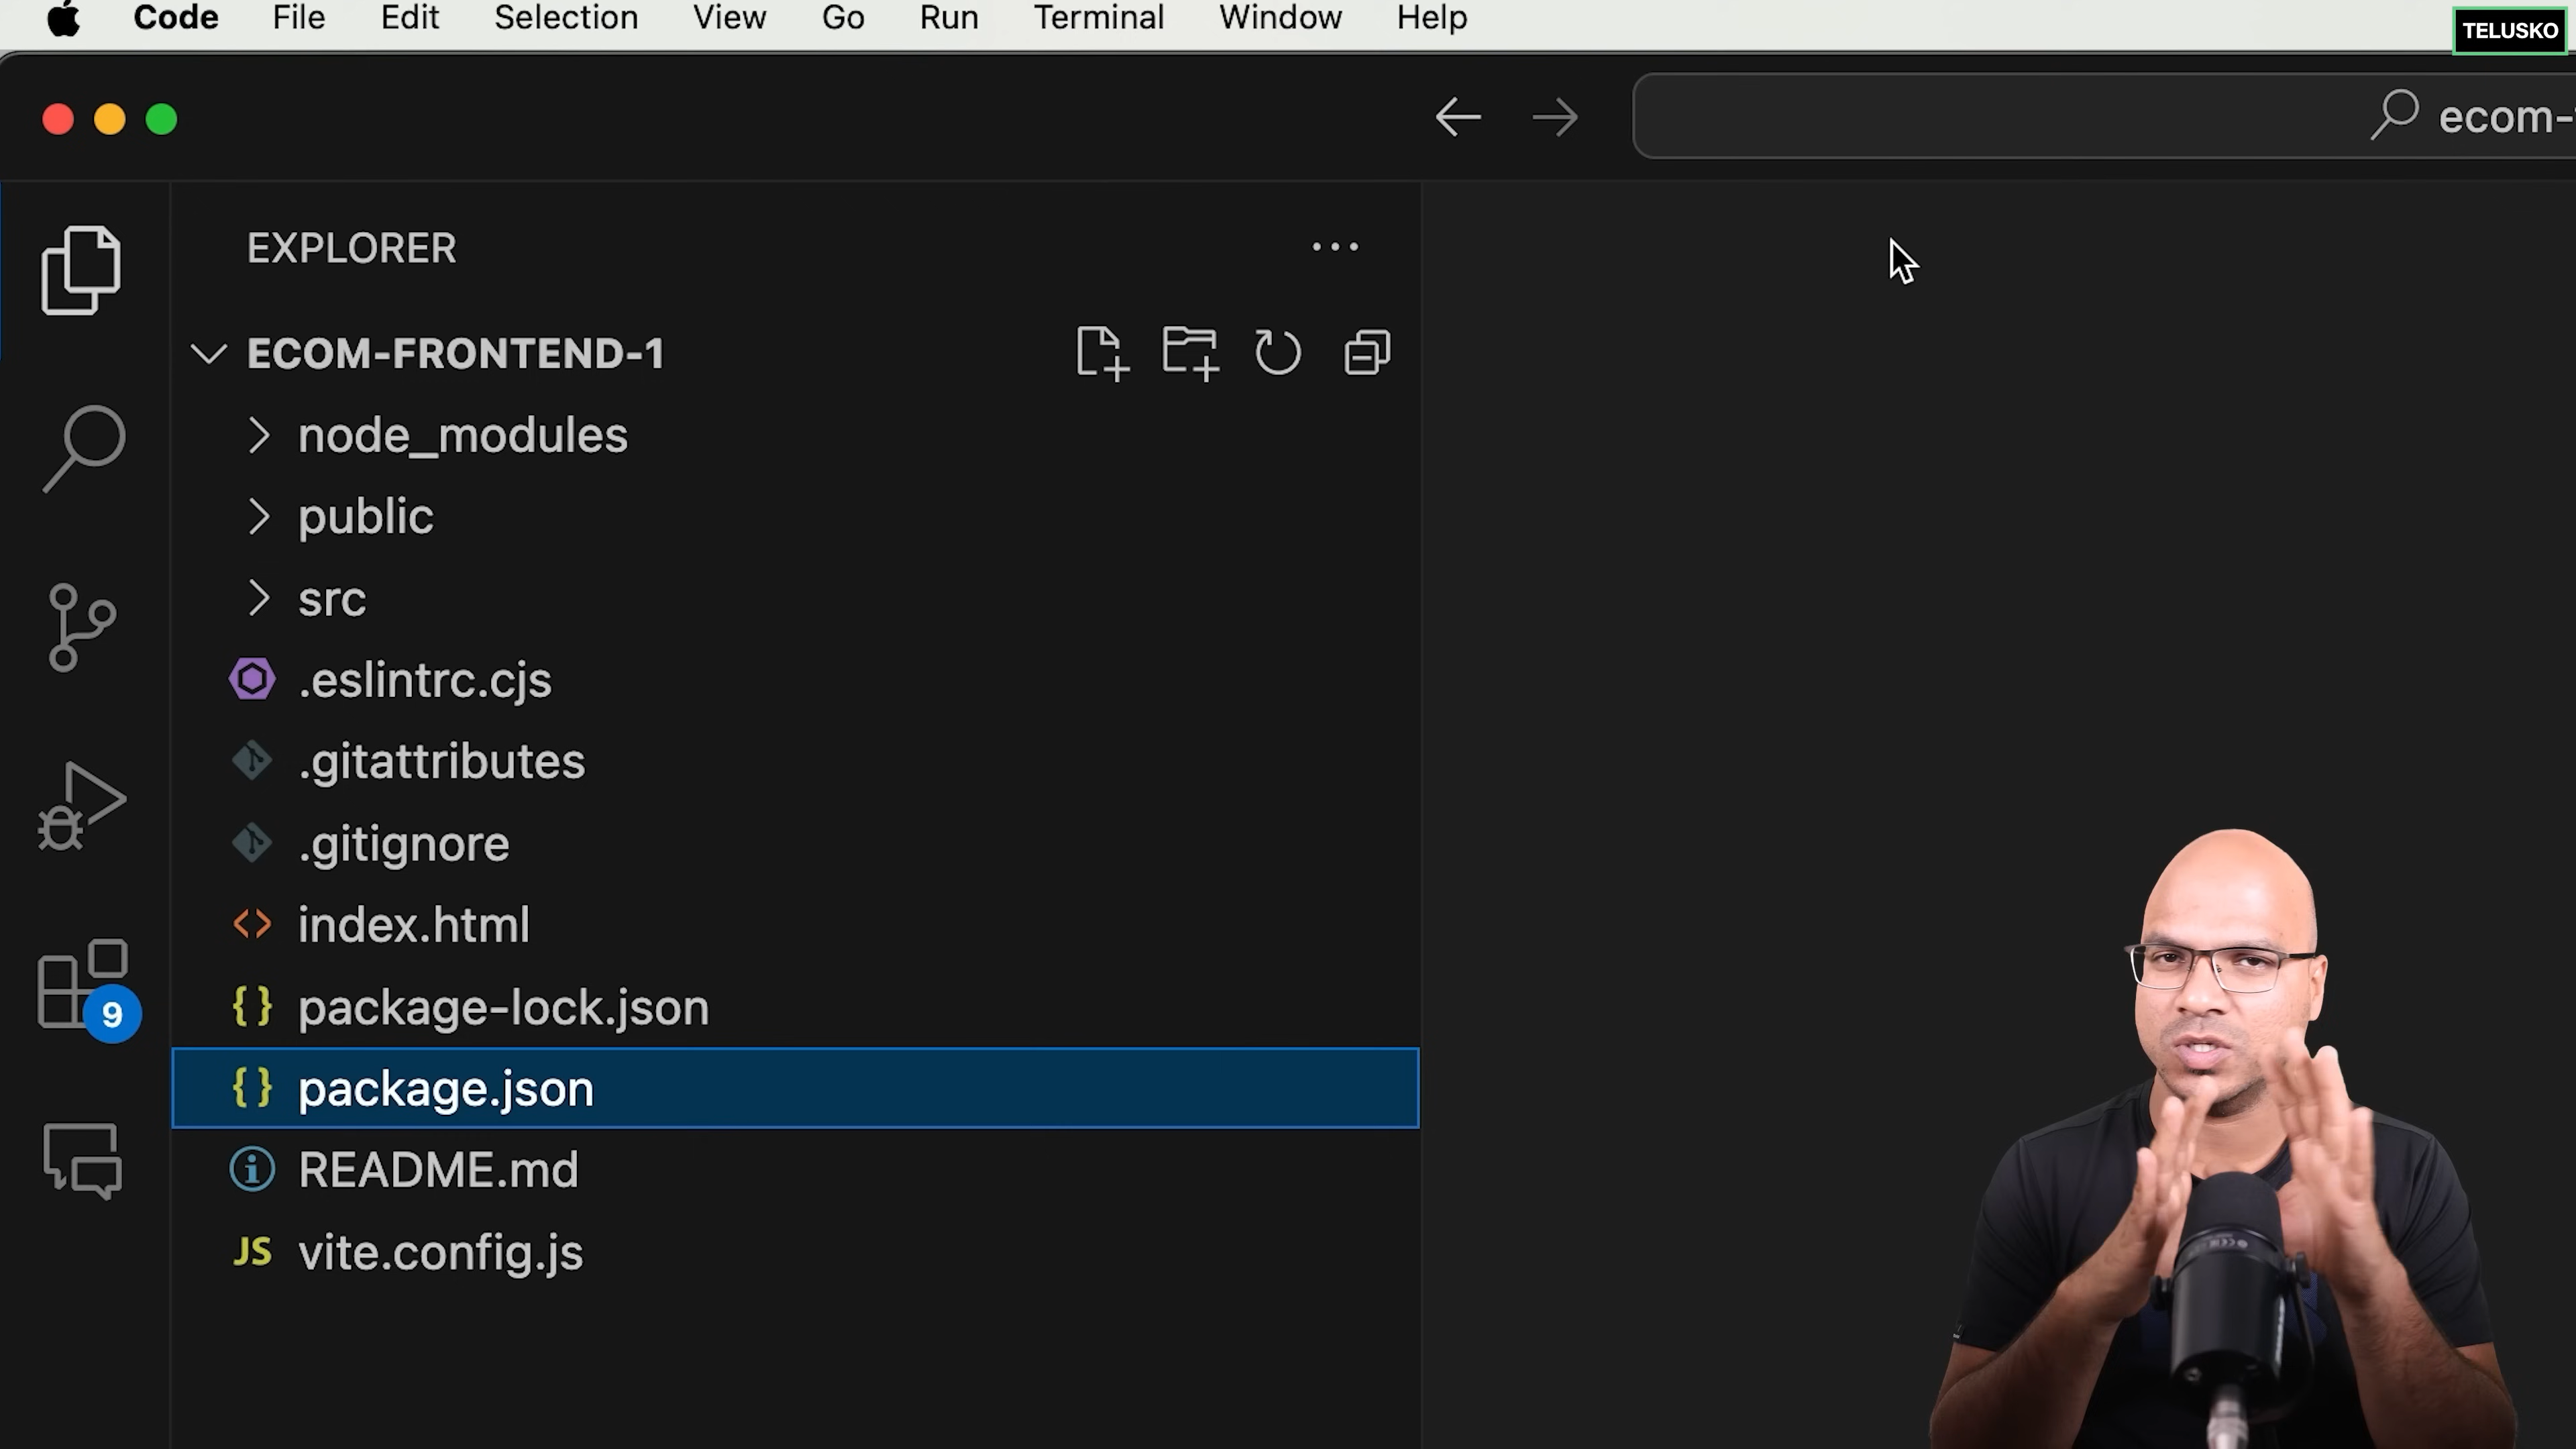 Code File Edit Selection View Go Run Terminal Window Help
TELUSKO
ecom-
EXPLORER
ECOM-FRONTEND-1
node_modules
public
src
.eslintrc.cjs
.gitattributes
.gitignore
index.html
9
{} package-lock.json
{} package.json
README.md
JS vite.config.js